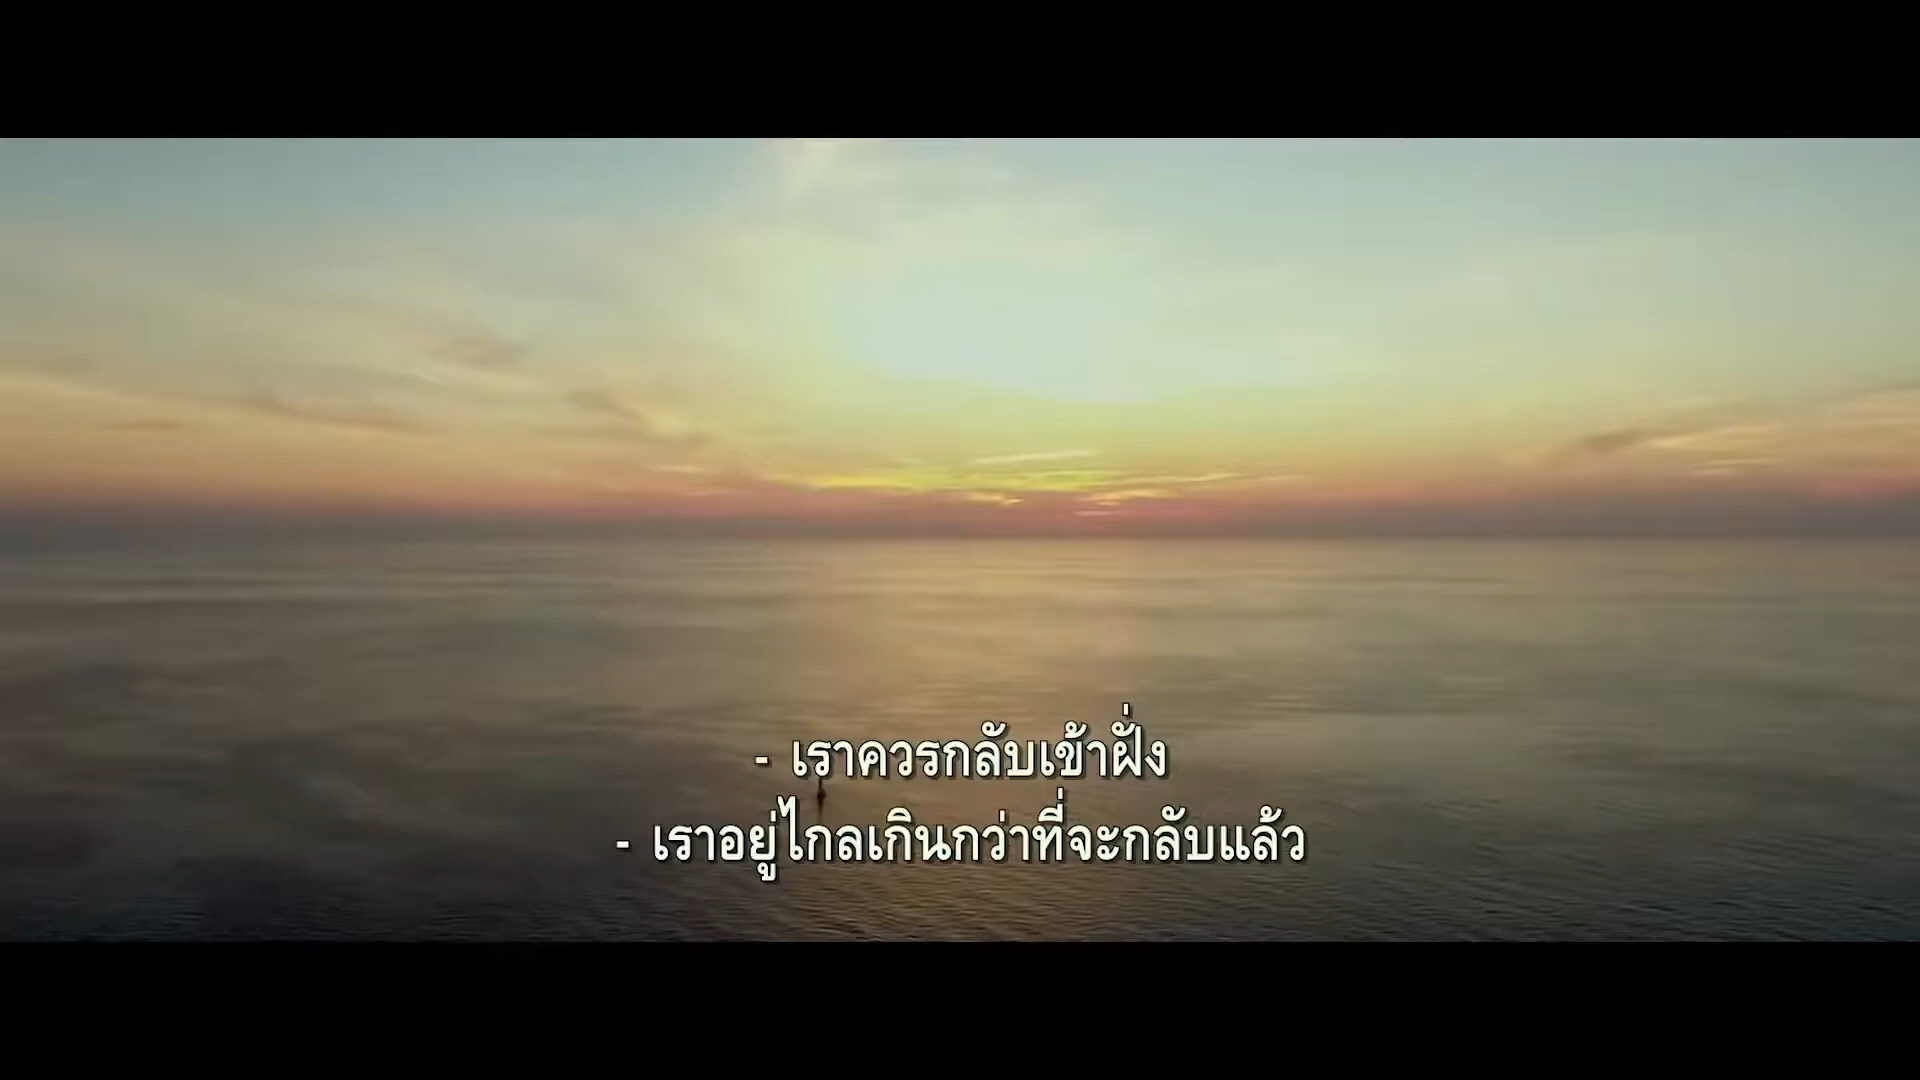 - เราควรกลับเข้าฝั่ง
- เราอยู่ไกลเกินกว่าที่จะกลับแล้ว